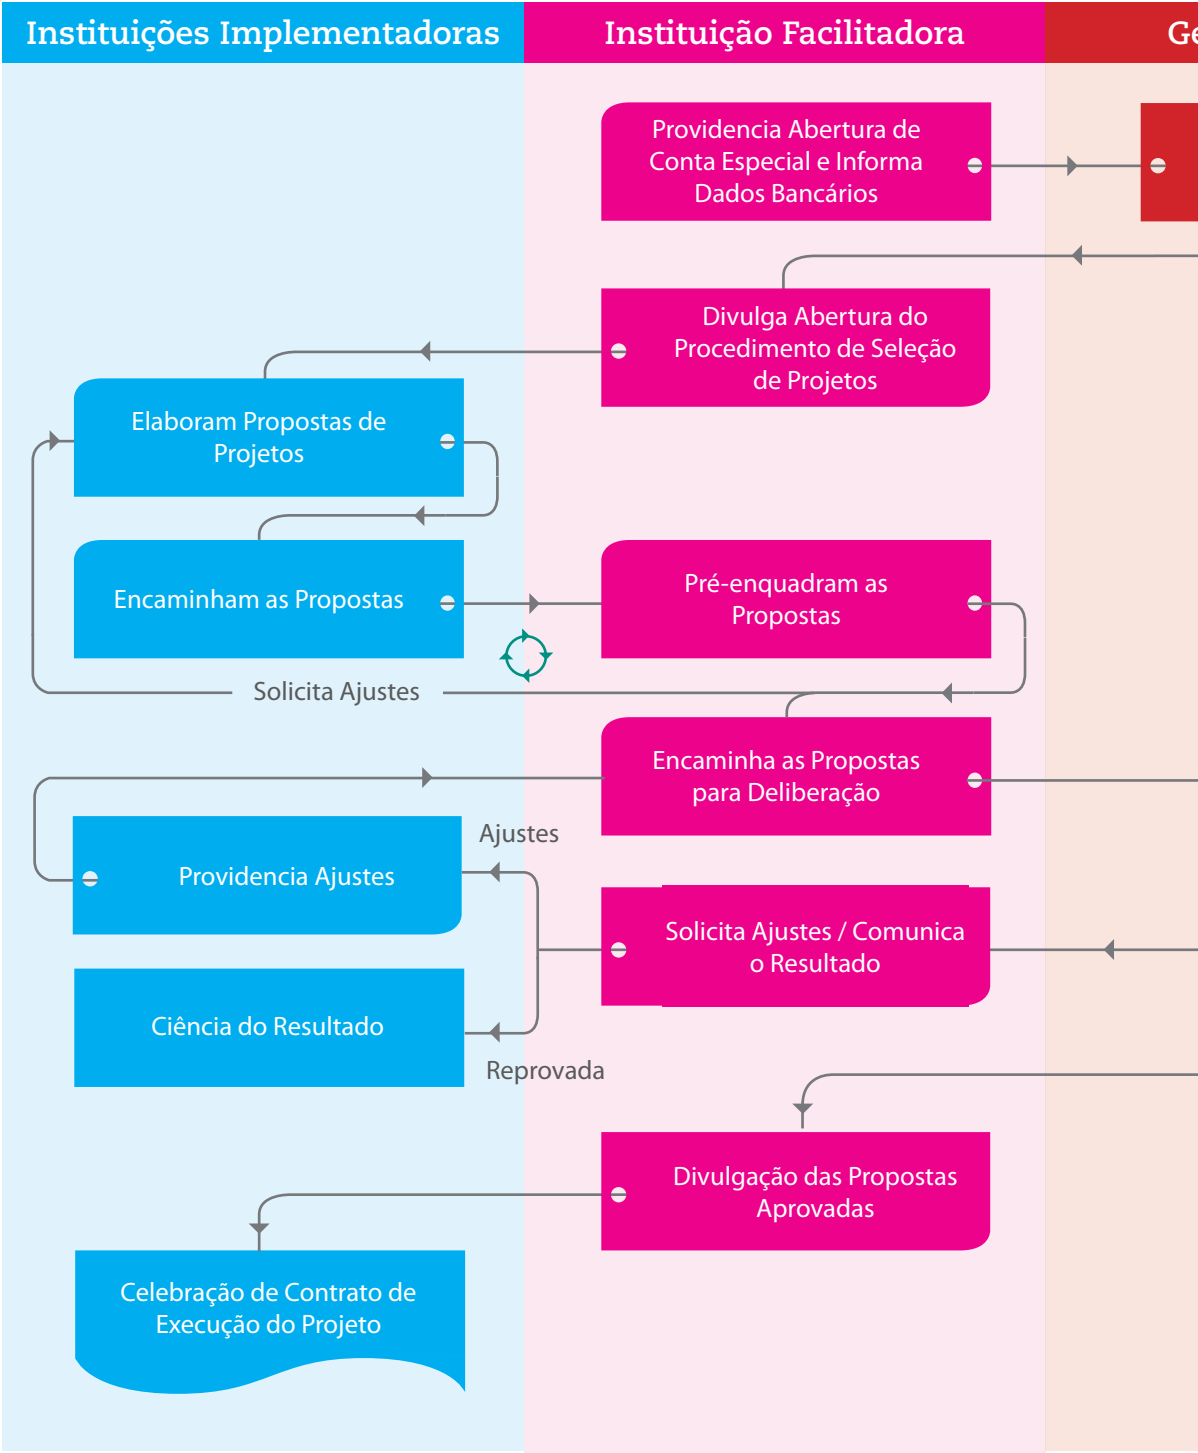 Instituições Implementadoras
Instituição Facilitadora
Ge
Providencia Abertura de
Conta Especial e Informa
Dados Bancários
Divulga Abertura do
Procedimento de Seleção
de Projetos
Elaboram Propostas de
Projetos
Encaminham as Propostas
Pré-enquadram as
Propostas
Solicita Ajustes
Encaminha as Propostas
para Deliberação
Ajustes
Providencia Ajustes
Solicita Ajustes / Comunica
o Resultado
Ciência do Resultado
Reprovada
Divulgação das Propostas
Aprovadas
Celebração de Contrato de
Execução do Projeto